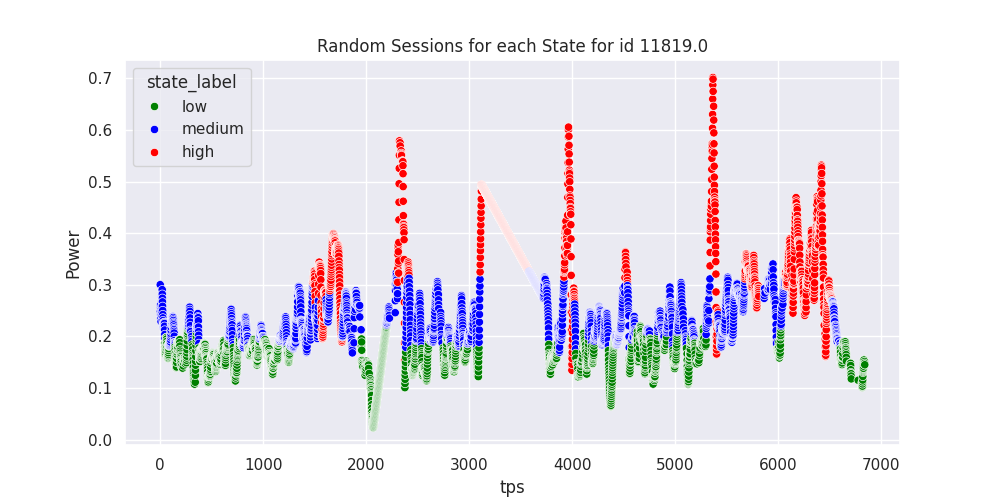 Random Sessions for each State for id 11819.0
state_label
low
medium
high
Power
0.7
0.6
0.5
0.4
0.3
0.2
0.1
0.0
0 1000 2000 3000 4000 5000 6000 7000
tps